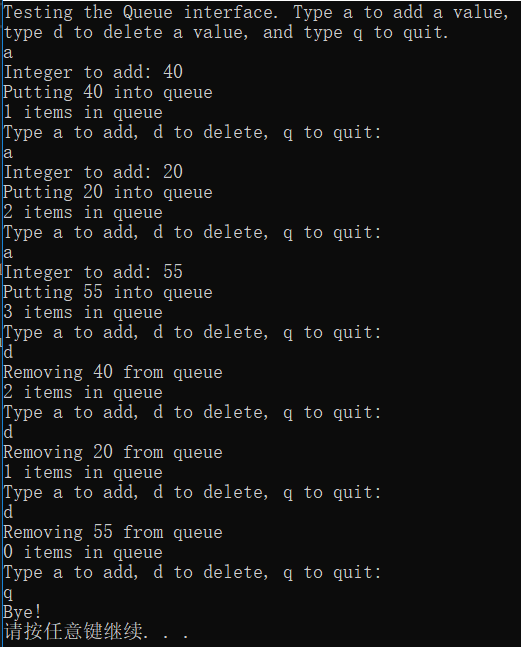 Testing the Queue interface. Type a to add a value,
type d to delete a value, and type q to quit.
a
Integer to add: 40
Putting 40 into queue
1 items in queue
Type a to add, d to delete, q to quit:
a
Integer to add: 20
Putting 20 into queue
2 items in queue
Type a to add, d to delete, q to quit:
a
Integer to add: 55
Putting 55 into queue
3 items in queue
Type a to add, d to delete, q to quit:
d
Removing 40 from queue
2 items in queue
Type a to add, d to delete, q to quit:
d
Removing 20 from queue
1 items in queue
Type a to add, d to delete, q to quit:
d
Removing 55 from queue
0 items in queue
Type a to add, d to delete, q to quit:
q
Bye!
请按任意键继续. . .